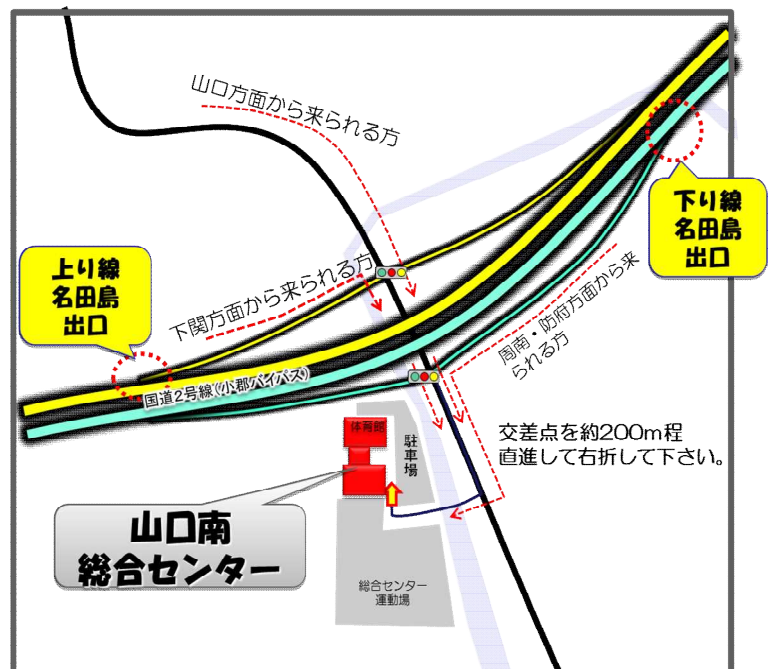 山口方面から来られる方
下り線
名田島
出口
上り線
名田島
出口
下関方面から来られる方
周南・防府方面から来
られる方
国道2号線(小郡バイパス)
体育館
駐車場
交差点を約200m程
直進して右折して下さい。
山口南
総合センター
総合センター
運動場